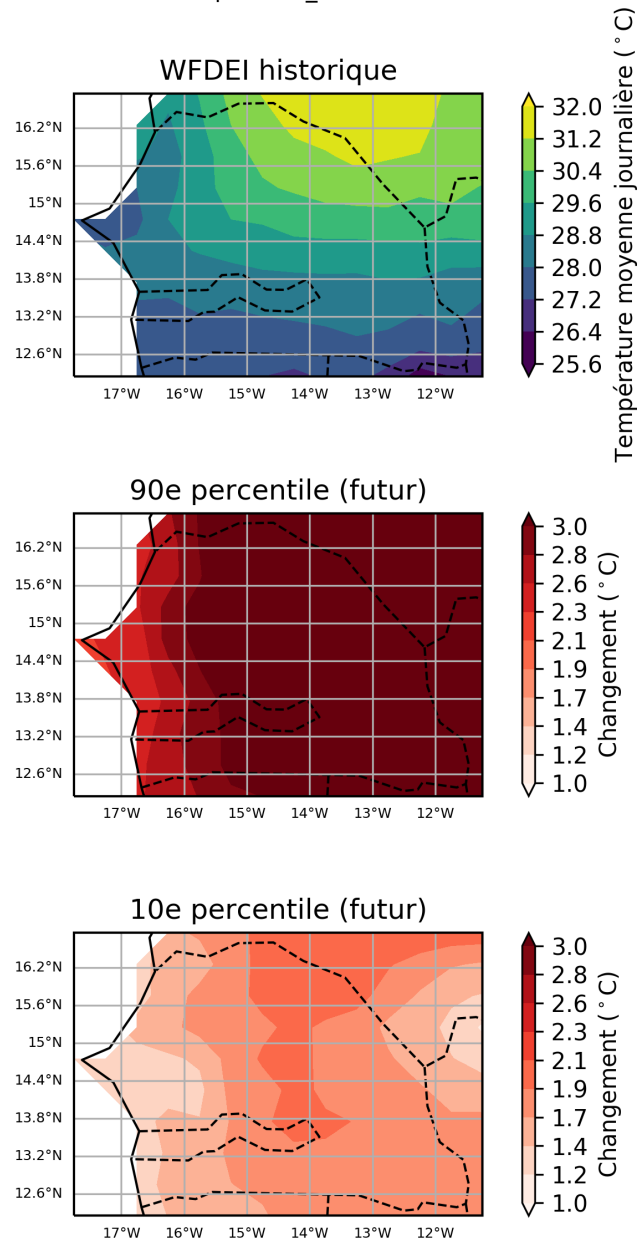 WFDEI historique
16.2°N
15.6°N
15°N
14.4°N
13.8°N
13.2°N
12.6°N
17°W 16°W 15°W 14°W 13°W 12°W
32.0
31.2
30.4
29.6
28.8
28.0
27.2
26.4
25.6
Température moyenne journalière (°C)
90e percentile (futur)
16.2°N
15.6°N
15°N
14.4°N
13.8°N
13.2°N
12.6°N
17°W 16°W 15°W 14°W 13°W 12°W
3.0
2.8
2.6
2.3
2.1
1.9
1.7
1.4
1.2
1.0
Changement (°C)
10e percentile (futur)
16.2°N
15.6°N
15°N
14.4°N
13.8°N
13.2°N
12.6°N
17°W 16°W 15°W 14°W 13°W 12°W
3.0
2.8
2.6
2.3
2.1
1.9
1.7
1.4
1.2
1.0
Changement (°C)